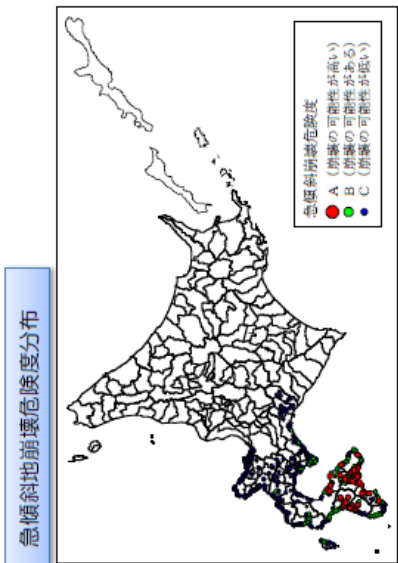 急傾斜地崩壊危険度分布
急傾斜崩壊危険度
A (崩壊の可能性が高い)
B (崩壊の可能性がある)
C (崩壊の可能性が低い)